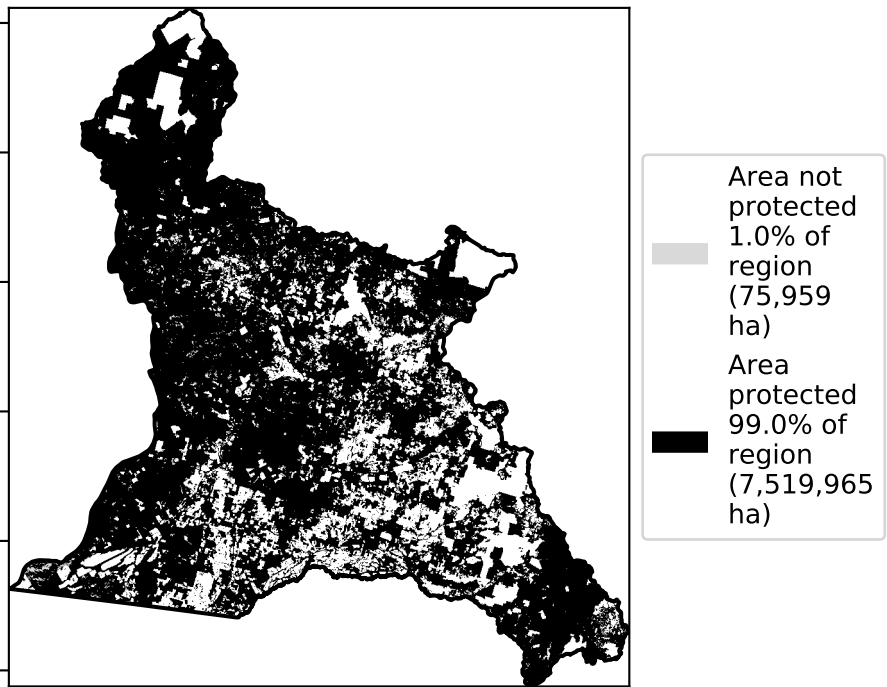 Area not
protected
1.0% of
region
(75,959
ha)
Area
protected
99.0% of
region
(7,519,965
ha)